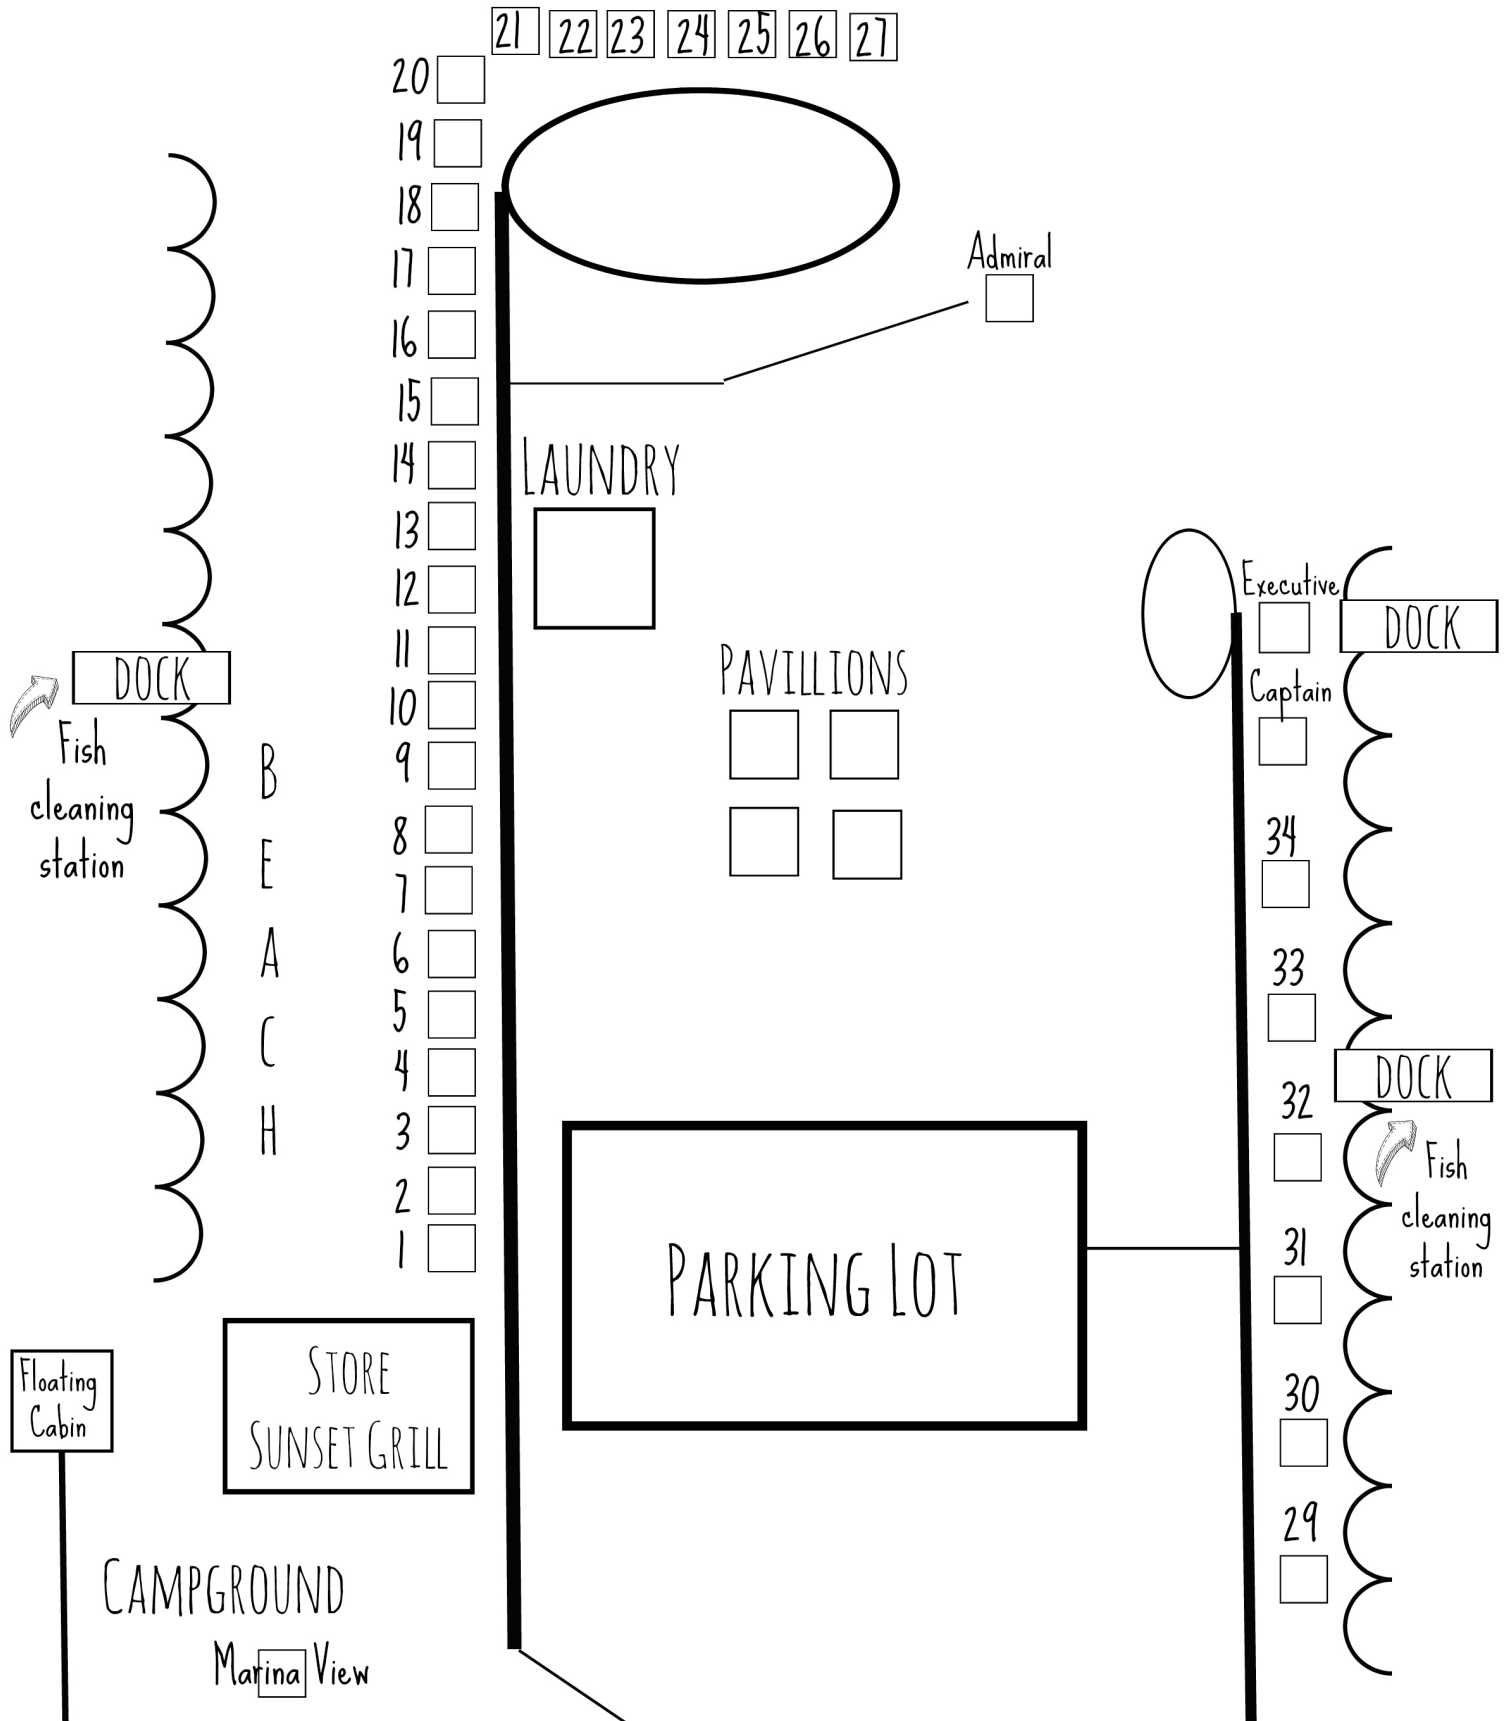 21 22 23 24 25 26 27
20
19
18
17
16
15
14
13
12
11
10
9
8
7
6
5
4
3
2
1
Admiral
LAUNDRY
PAVILLIONS
DOCK
Fish
cleaning
station
B
E
A
C
H
Executive
DOCK
Captain
34
33
32
DOCK
Fish
cleaning
station
31
30
29
PARKING LOT
STORE
SUNSET GRILL
Floating
Cabin
CAMPGROUND
Marina View